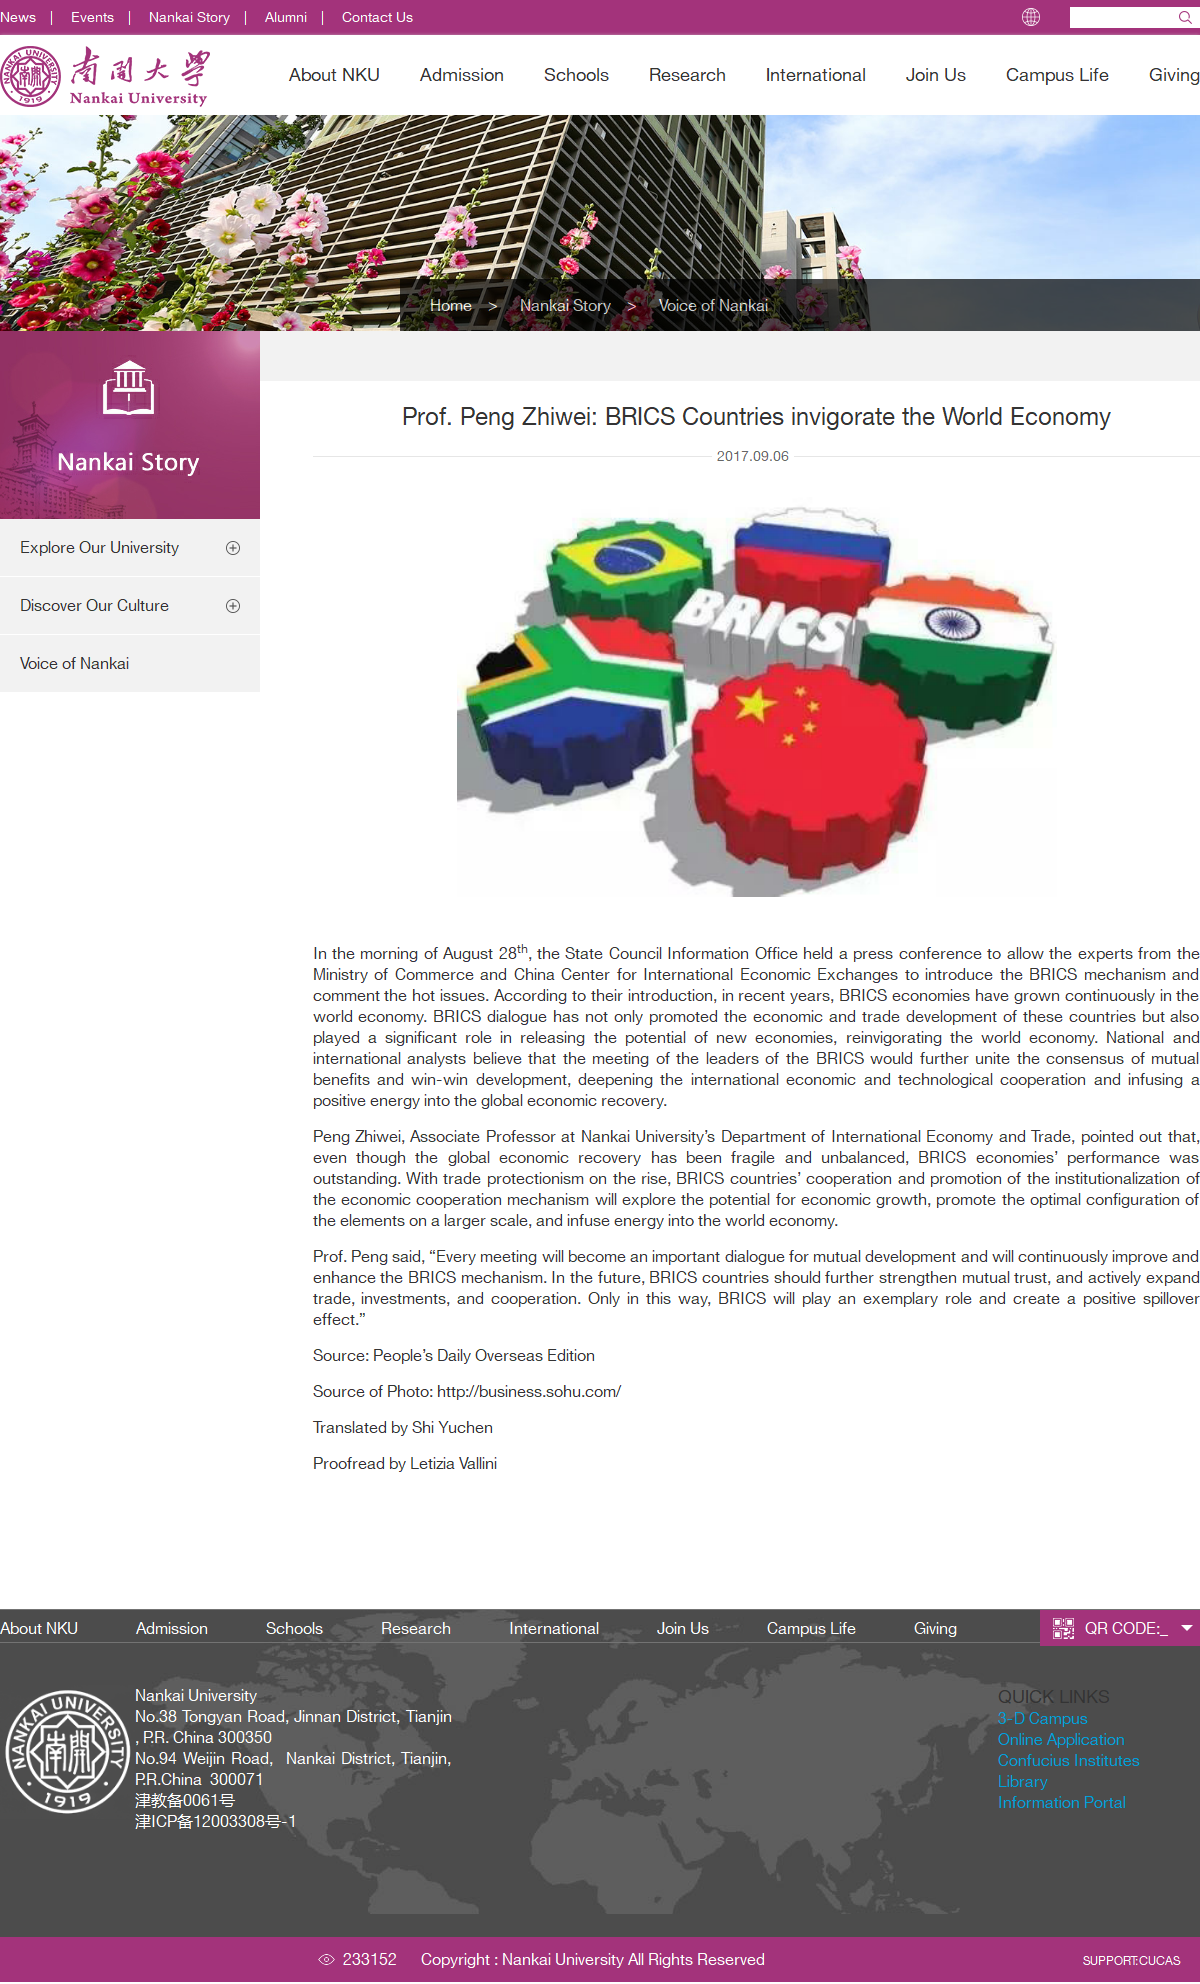 News | Events | Nankai Story | Alumni | Contact Us
NANKAI UNIVERSITY
南開
1919
南開大學
Nankai University
About NKU Admission Schools Research International Join Us Campus Life Giving
Home > Nankai Story > Voice of Nankai
Nankai Story
Explore Our University
Discover Our Culture
Voice of Nankai
Prof. Peng Zhiwei: BRICS Countries invigorate the World Economy
2017.09.06
BRICS
In the morning of August 28th, the State Council Information Office held a press conference to allow the experts from the
Ministry of Commerce and China Center for International Economic Exchanges to introduce the BRICS mechanism and
comment the hot issues. According to their introduction, in recent years, BRICS economies have grown continuously in the
world economy. BRICS dialogue has not only promoted the economic and trade development of these countries but also
played a significant role in releasing the potential of new economies, reinvigorating the world economy. National and
international analysts believe that the meeting of the leaders of the BRICS would further unite the consensus of mutual
benefits and win-win development, deepening the international economic and technological cooperation and infusing a
positive energy into the global economic recovery.
Peng Zhiwei, Associate Professor at Nankai University’s Department of International Economy and Trade, pointed out that,
even though the global economic recovery has been fragile and unbalanced, BRICS economies’ performance was
outstanding. With trade protectionism on the rise, BRICS countries’ cooperation and promotion of the institutionalization of
the economic cooperation mechanism will explore the potential for economic growth, promote the optimal configuration of
the elements on a larger scale, and infuse energy into the world economy.
Prof. Peng said, “Every meeting will become an important dialogue for mutual development and will continuously improve and
enhance the BRICS mechanism. In the future, BRICS countries should further strengthen mutual trust, and actively expand
trade, investments, and cooperation. Only in this way, BRICS will play an exemplary role and create a positive spillover
effect.”
Source: People’s Daily Overseas Edition
Source of Photo: http://business.sohu.com/
Translated by Shi Yuchen
Proofread by Letizia Vallini
About NKU Admission Schools Research International Join Us Campus Life Giving QR CODE:_
NANKAI UNIVERSITY
南開
1919
Nankai University
No.38 Tongyan Road, Jinnan District, Tianjin
, P.R. China 300350
No.94 Weijin Road, Nankai District, Tianjin,
P.R.China 300071
津教备0061号
津ICP备12003308号-1
QUICK LINKS
3-D Campus
Online Application
Confucius Institutes
Library
Information Portal
233152 Copyright : Nankai University All Rights Reserved SUPPORT:CUCAS